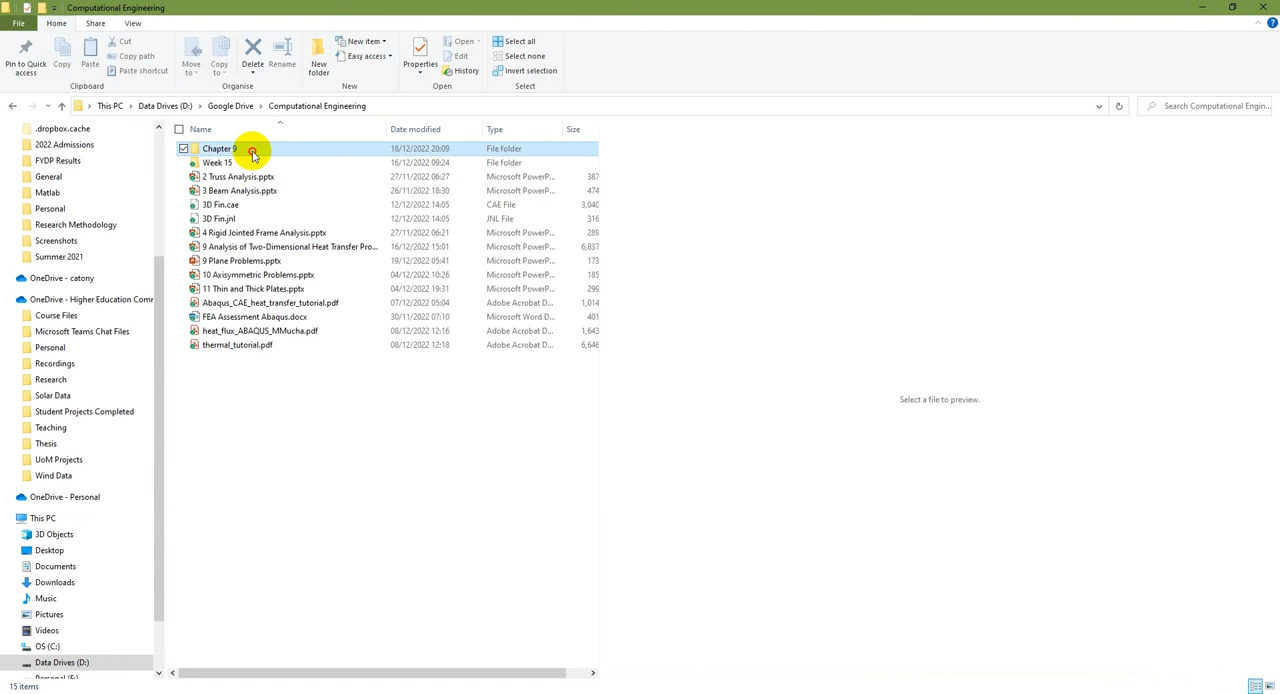 Computational Engineering
File Home Share View
Pin to Quick access
Copy
Paste
Cut
Copy path
Paste shortcut
Clipboard
Move to
Copy to
Delete
Rename
Organise
New folder
New item
Easy access
New
Properties
Open
Edit
History
Open
Select all
Select none
Invert selection
Select
This PC > Data Drives (D:) > Google Drive > Computational Engineering
Search Computational Engin...
.dropbox.cache
2022 Admissions
FYDP Results
General
Matlab
Personal
Research Methodology
Screenshots
Summer 2021
OneDrive - catony
OneDrive - Higher Education Comm
Course Files
Microsoft Teams Chat Files
Personal
Recordings
Research
Solar Data
Student Projects Completed
Teaching
Thesis
UoM Projects
Wind Data
OneDrive - Personal
This PC
3D Objects
Desktop
Documents
Downloads
Music
Pictures
Videos
OS (C:)
Data Drives (D:)
Personal (E:)
Name Date modified Type Size
Chapter 9 18/12/2022 20:09 File folder
Week 15 16/12/2022 09:24 File folder
2 Truss Analysis.pptx 27/11/2022 06:27 Microsoft PowerP... 387
3 Beam Analysis.pptx 26/11/2022 18:30 Microsoft PowerP... 474
3D Fin.cae 12/12/2022 14:05 CAE File 3,040
3D Fin.jnl 12/12/2022 14:05 JNL File 316
4 Rigid Jointed Frame Analysis.pptx 27/11/2022 06:21 Microsoft PowerP... 289
9 Analysis of Two-Dimensional Heat Transfer Pro... 16/12/2022 15:01 Microsoft PowerP... 6,837
9 Plane Problems.pptx 19/12/2022 05:41 Microsoft PowerP... 173
10 Axisymmetric Problems.pptx 04/12/2022 10:26 Microsoft PowerP... 185
11 Thin and Thick Plates.pptx 04/12/2022 19:31 Microsoft PowerP... 299
Abaqus_CAE_heat_transfer_tutorial.pdf 07/12/2022 05:04 Adobe Acrobat D... 1,014
FEA Assessment Abaqus.docx 30/11/2022 07:10 Microsoft Word D... 401
heat_flux_ABAQUS_MMucha.pdf 08/12/2022 12:16 Adobe Acrobat D... 1,643
thermal_tutorial.pdf 08/12/2022 12:18 Adobe Acrobat D... 6,646
Select a file to preview.
15 items